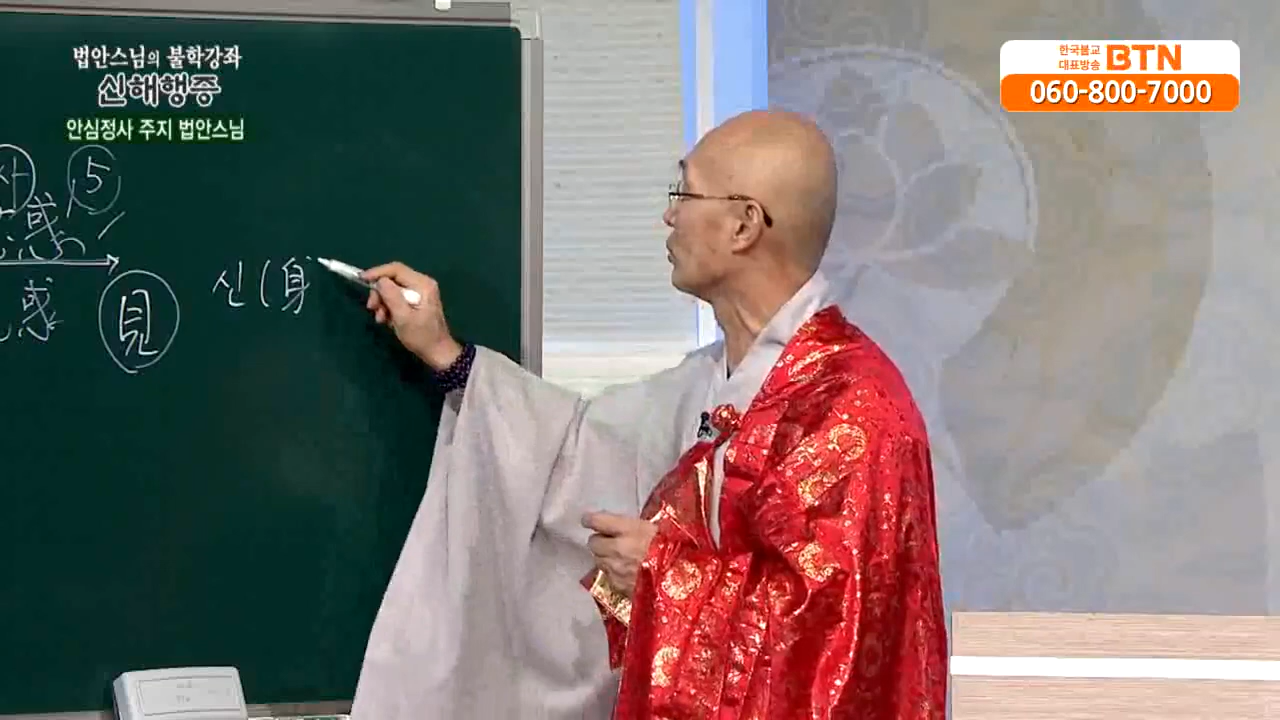 법안스님의 불학강좌
신해행증
안심정사 주지 법안스님
한국불교
대표방송 BTN
060-800-7000
5
惑
惑
見
신(身